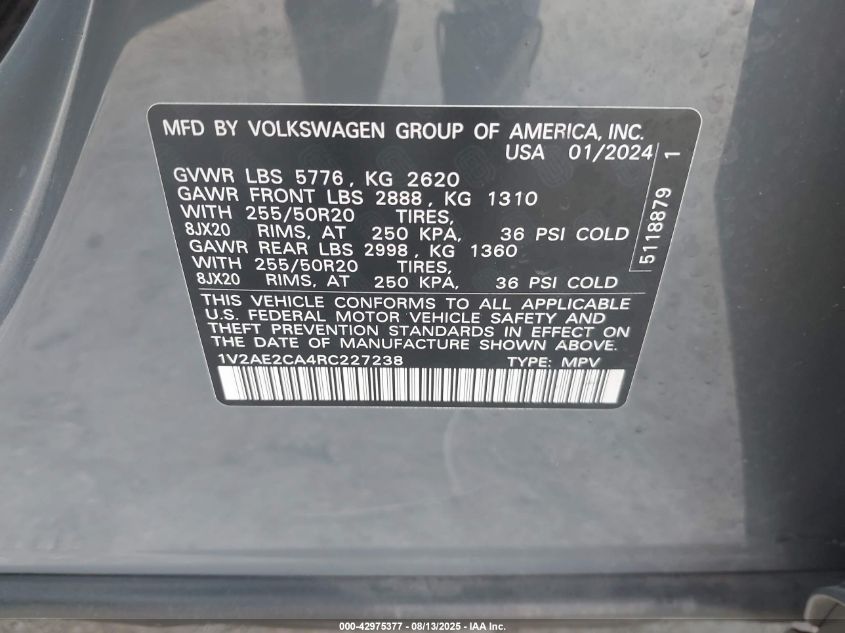 MFD BY VOLKSWAGEN GROUP OF AMERICA, INC.
USA 01/2024
GVWR LBS 5776, KG 2620
GAWR FRONT LBS 2888, KG 1310
WITH 255/50R20 TIRES,
8JX20 RIMS, AT 250 KPA, 36 PSI COLD
GAWR REAR LBS 2998, KG 1360
WITH 255/50R20 TIRES,
8JX20 RIMS, AT 250 KPA, 36 PSI COLD
THIS VEHICLE CONFORMS TO ALL APPLICABLE
U.S. FEDERAL MOTOR VEHICLE SAFETY AND
THEFT PREVENTION STANDARDS IN EFFECT ON
THE DATE OF MANUFACTURE SHOWN ABOVE.
1V2AE2CA4RC227238 TYPE: MPV
5118879 1
000-42975377 - 08/13/2025 - IAA Inc.